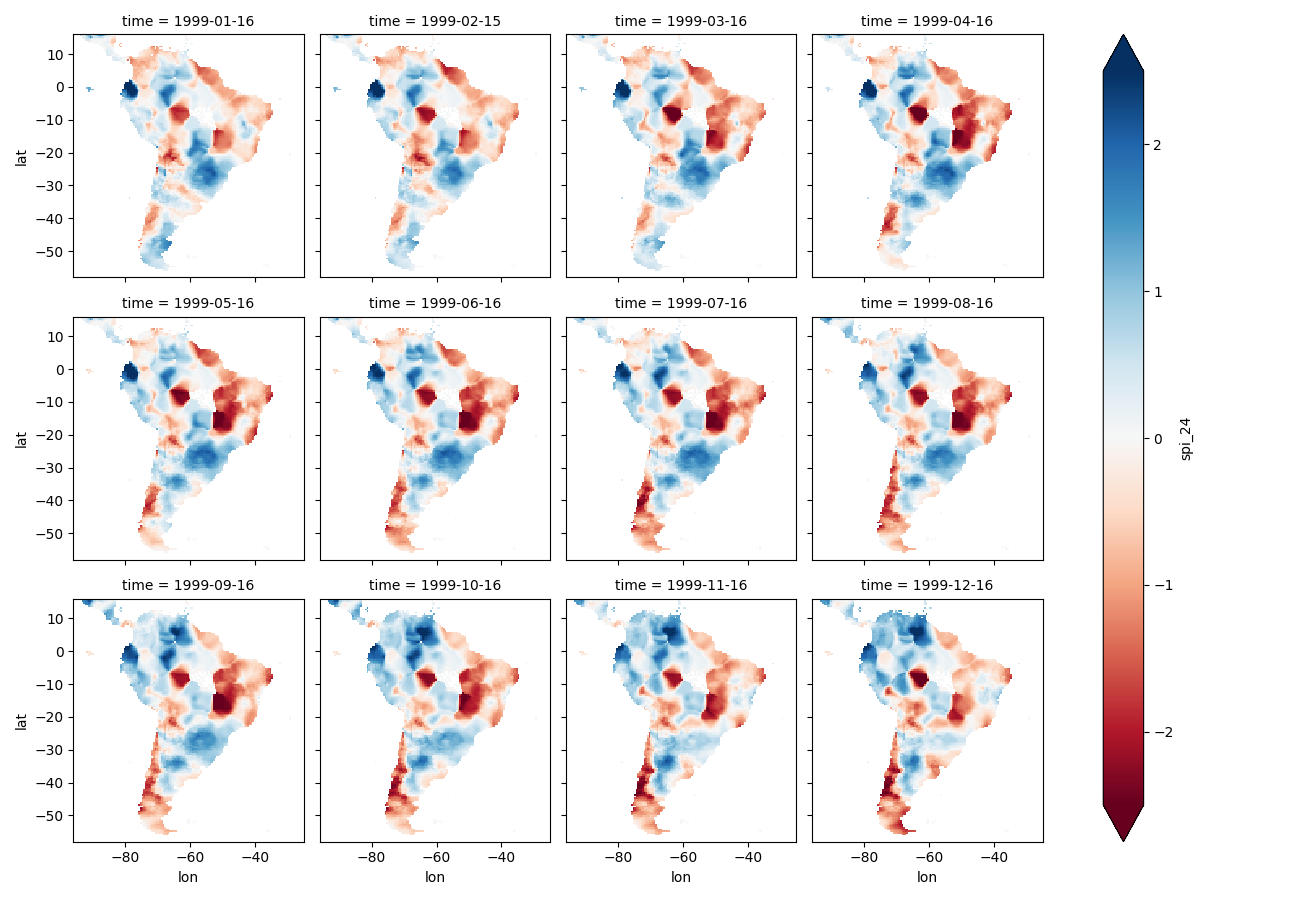 time = 1999-01-16
time = 1999-02-15
time = 1999-03-16
time = 1999-04-16
10
0
−10
−20
−30
−40
−50
lat
time = 1999-05-16
time = 1999-06-16
time = 1999-07-16
time = 1999-08-16
10
0
−10
−20
−30
−40
−50
lat
time = 1999-09-16
time = 1999-10-16
time = 1999-11-16
time = 1999-12-16
10
0
−10
−20
−30
−40
−50
lat
−80
−60
−40
lon
−80
−60
−40
lon
−80
−60
−40
lon
−80
−60
−40
lon
2
1
0
−1
−2
spi_24